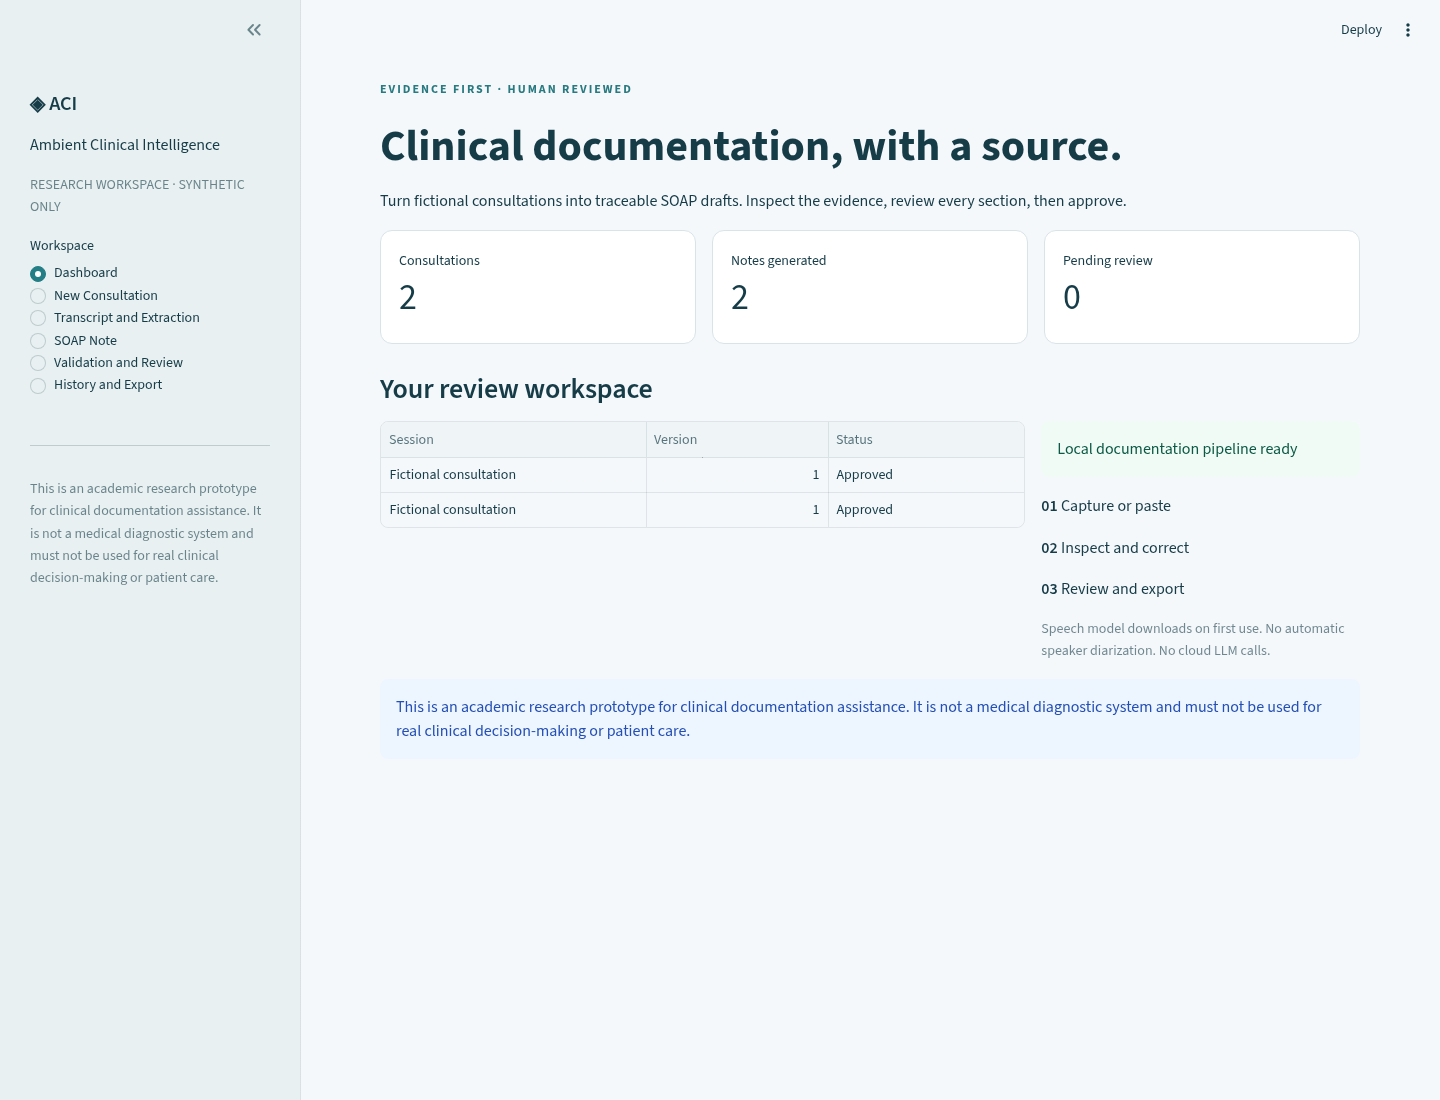 Deploy
◈ ACI
Ambient Clinical Intelligence
RESEARCH WORKSPACE · SYNTHETIC
ONLY
Workspace
Dashboard
New Consultation
Transcript and Extraction
SOAP Note
Validation and Review
History and Export
This is an academic research prototype
for clinical documentation assistance. It
is not a medical diagnostic system and
must not be used for real clinical
decision-making or patient care.
EVIDENCE FIRST · HUMAN REVIEWED
Clinical documentation, with a source.
Turn fictional consultations into traceable SOAP drafts. Inspect the evidence, review every section, then approve.
Consultations
2
Notes generated
2
Pending review
0
Your review workspace
Session Version Status
Fictional consultation 1 Approved
Fictional consultation 1 Approved
Local documentation pipeline ready
01 Capture or paste
02 Inspect and correct
03 Review and export
Speech model downloads on first use. No automatic
speaker diarization. No cloud LLM calls.
This is an academic research prototype for clinical documentation assistance. It is not a medical diagnostic system and must not be used for
real clinical decision-making or patient care.